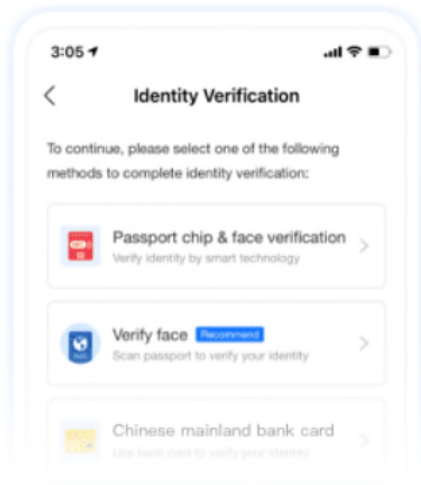 3:05
Identity Verification
To continue, please select one of the following
methods to complete identity verification:
Passport chip & face verification
Verify identity by smart technology
Verify face Recommend
Scan passport to verify your identity
Chinese mainland bank card
Use bank card to verify your identity